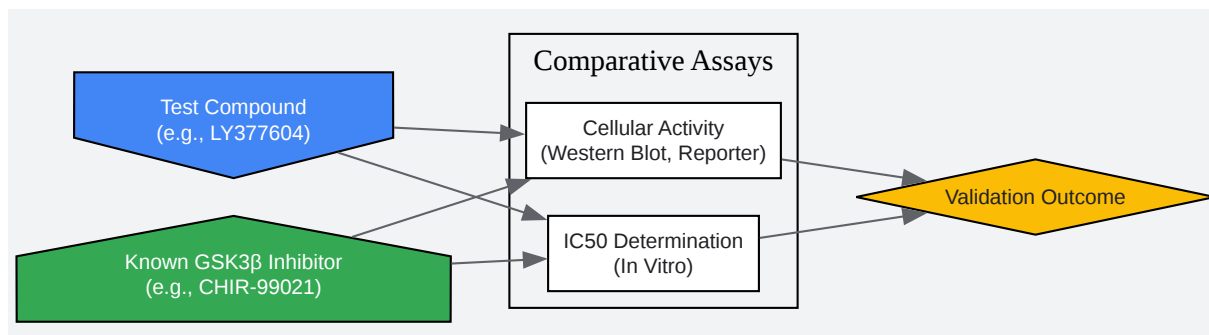 Comparative Assays
Test Compound
(e.g., LY377604)
Cellular Activity
(Western Blot, Reporter)
Validation Outcome
Known GSK3β Inhibitor
(e.g., CHIR-99021)
IC50 Determination
(In Vitro)